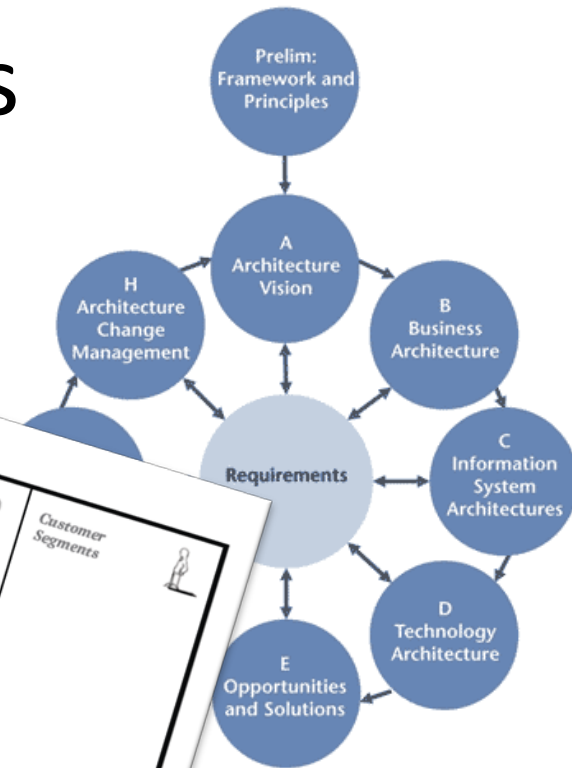 s
Prelim:
Framework and
Principles
A
Architecture
Vision
H
Architecture
Change
Management
B
Business
Architecture
Requirements
C
Information
System
Architectures
Customer
Segments
D
Technology
Architecture
E
Opportunities
and Solutions